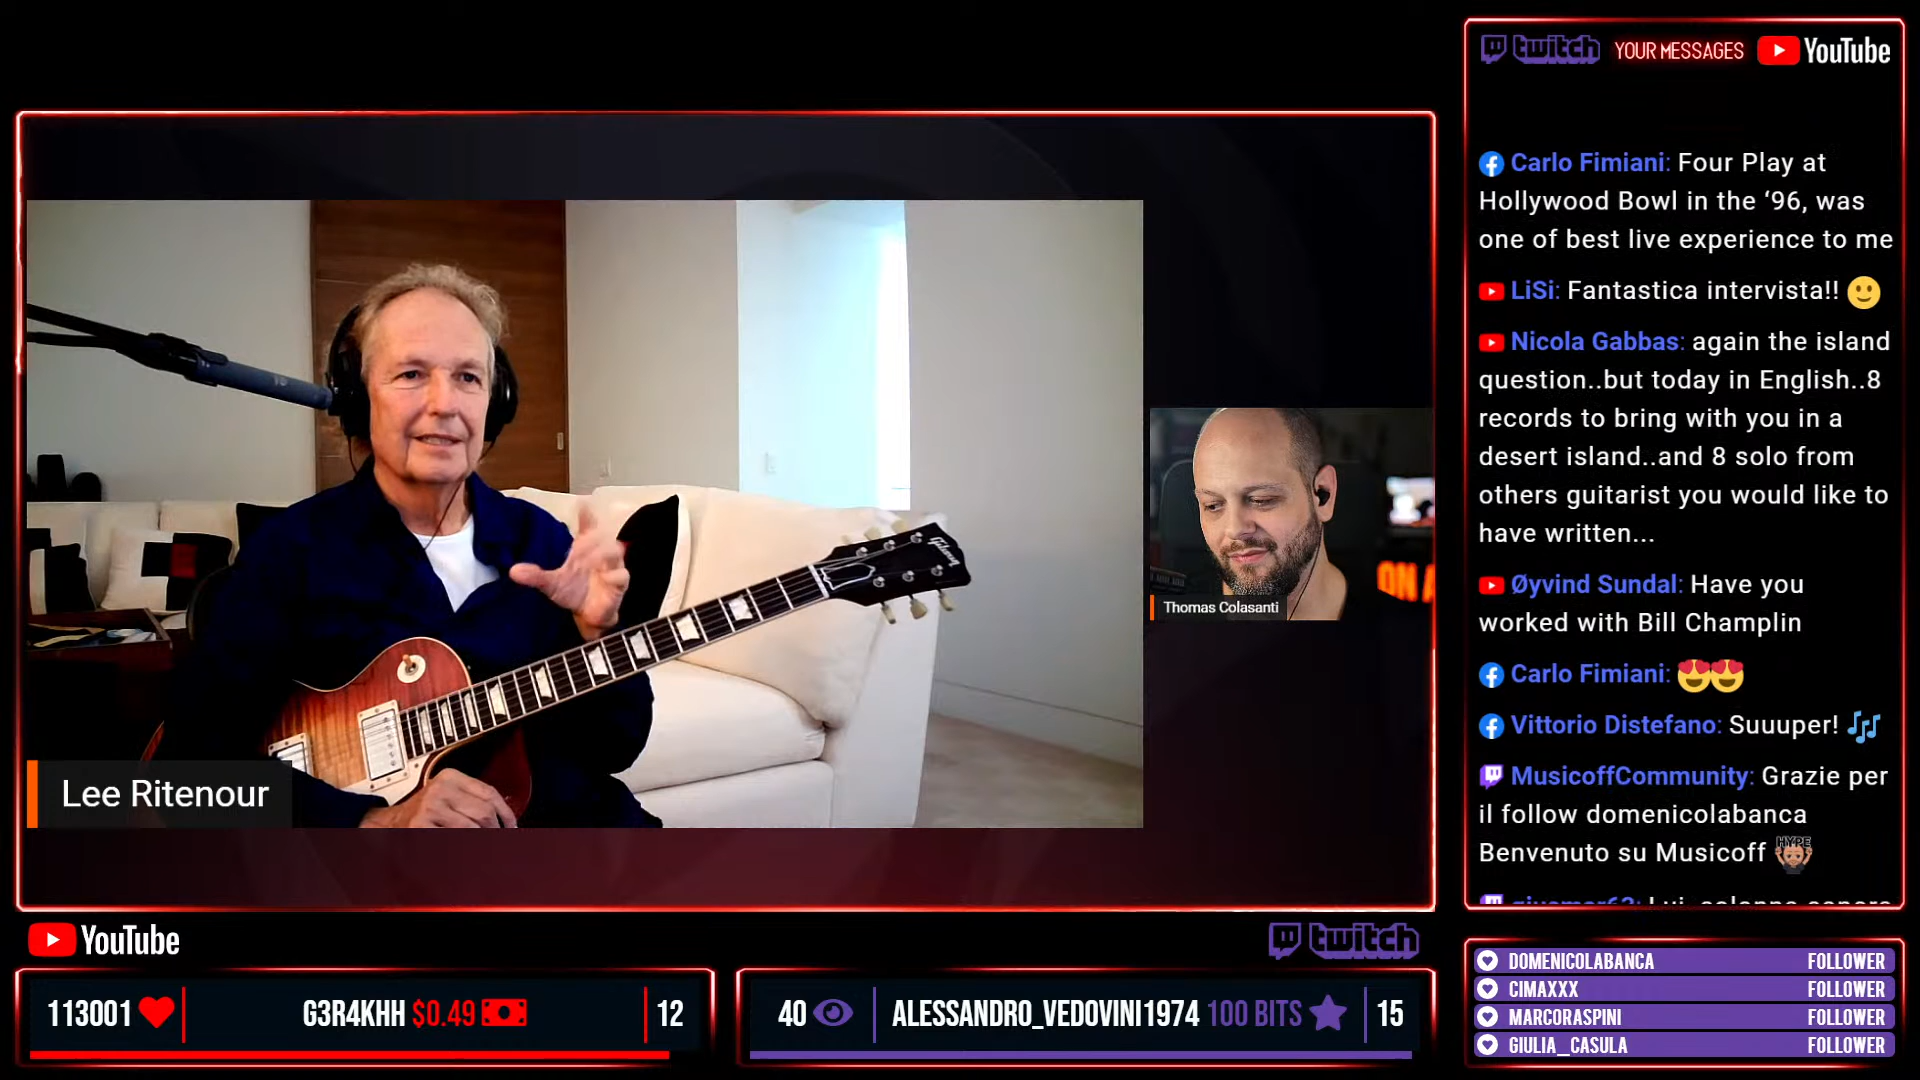 twitch YOUR MESSAGES YouTube
Carlo Fimiani: Four Play at
Hollywood Bowl in the ‘96, was
one of best live experience to me
LiSi: Fantastica intervista!!
Nicola Gabbas: again the island
question..but today in English..8
records to bring with you in a
desert island..and 8 solo from
others guitarist you would like to
have written...
Øyvind Sundal: Have you
worked with Bill Champlin
Carlo Fimiani:
Vittorio Distefano: Suuuper!
MusicoffCommunity: Grazie per
il follow domenicolabanca
Benvenuto su Musicoff
HYPE
Gibson
Thomas Colasanti
ON A
Lee Ritenour
YouTube
twitch
113001
G3R4KHH $0.49
12
40
ALESSANDRO_VEDOVINI1974 100 BITS
15
DOMENICOLABANCA FOLLOWER
CIMAXXX FOLLOWER
MARCORASPINI FOLLOWER
GIULIA_CASULA FOLLOWER